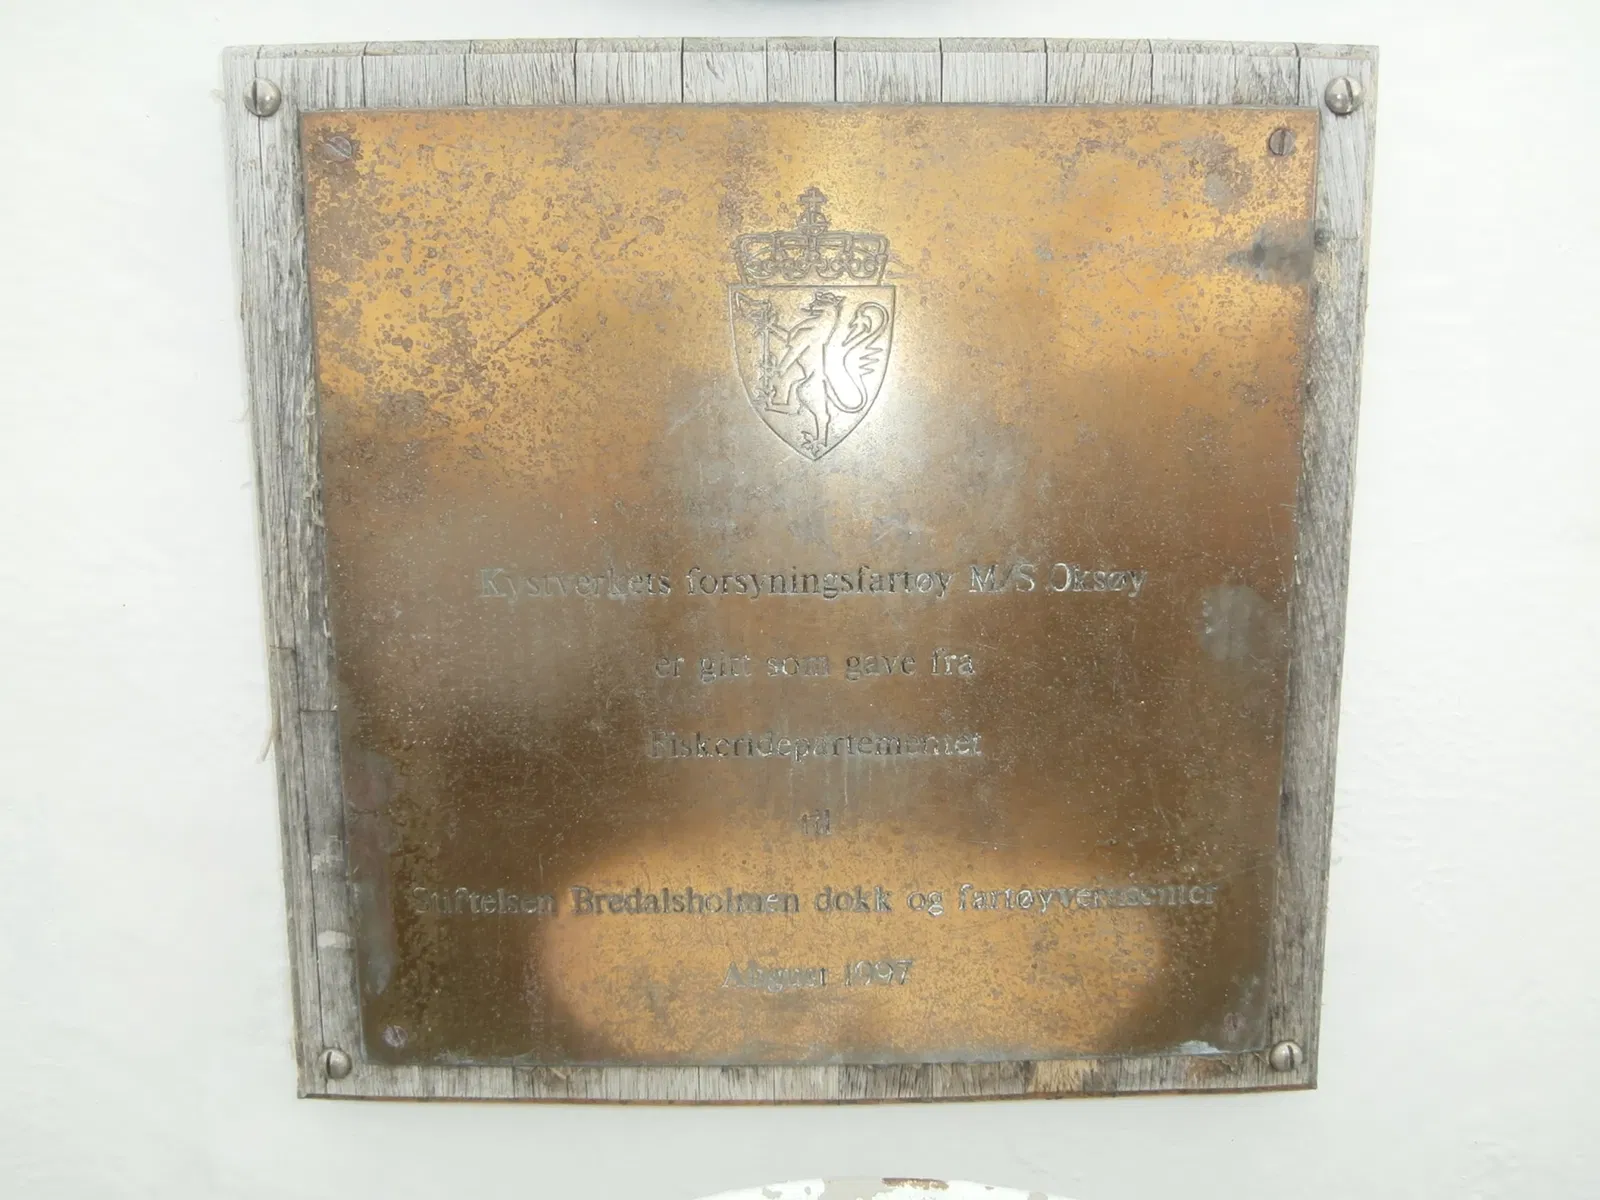 Kystverkets forsyningsfartøy M/S Oksøy
er gitt som gave fra
Fiskeridepartementet
til
Stiftelsen Bredalsholmen dokk og fartøyvernsenter
August 1997